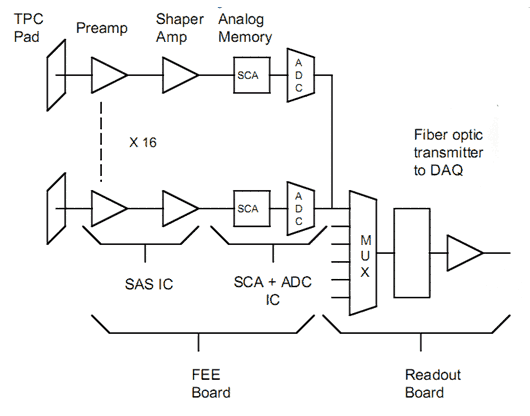 TPC
Pad
Preamp
Shaper
Amp
Analog
Memory
SCA
A
D
C
X 16
Fiber optic
transmitter
to DAQ
SCA
A
D
C
M
U
X
SAS IC
SCA + ADC
IC
FEE
Board
Readout
Board